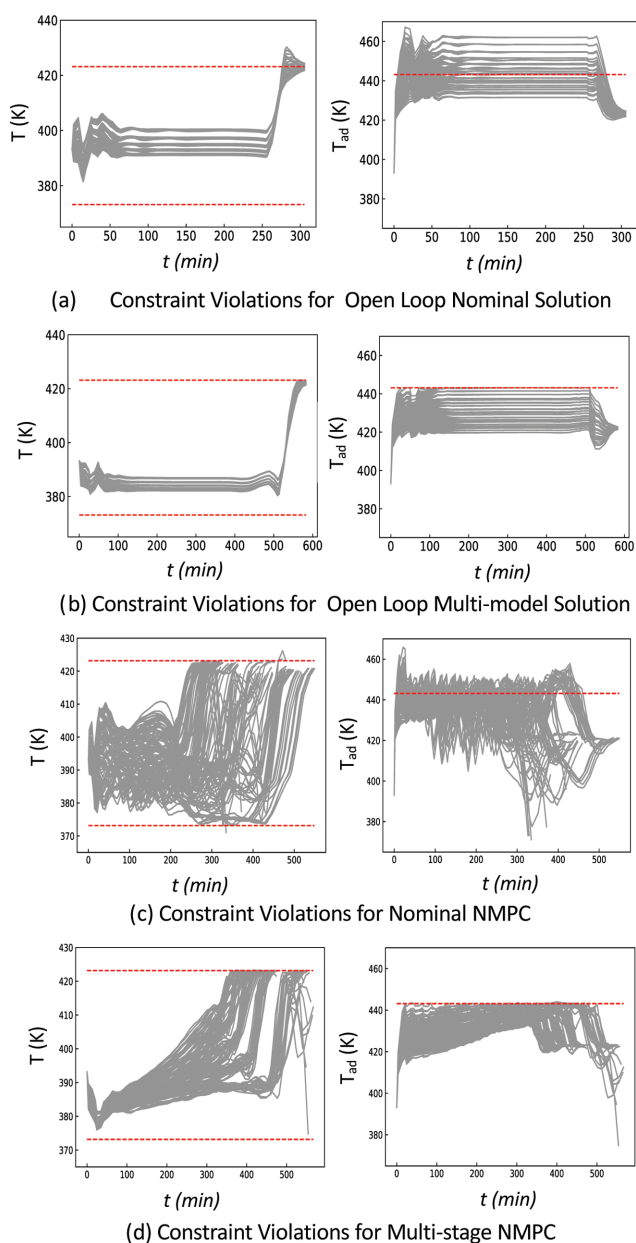 440
420
400
380
T (K)
0 50 100 150 200 250 300
t (min)
460
440
420
400
380
Tad (K)
0 50 100 150 200 250 300
t (min)
(a) Constraint Violations for Open Loop Nominal Solution
440
420
400
380
T (K)
0 100 200 300 400 500 600
t (min)
460
440
420
400
380
Tad (K)
0 100 200 300 400 500 600
t (min)
(b) Constraint Violations for Open Loop Multi-model Solution
430
420
410
400
390
380
370
T (K)
0 100 200 300 400 500
t (min)
460
440
420
400
380
Tad (K)
0 100 200 300 400 500
t (min)
(c) Constraint Violations for Nominal NMPC
430
420
410
400
390
380
370
T (K)
0 100 200 300 400 500
t (min)
460
440
420
400
380
Tad (K)
0 100 200 300 400 500
t (min)
(d) Constraint Violations for Multi-stage NMPC